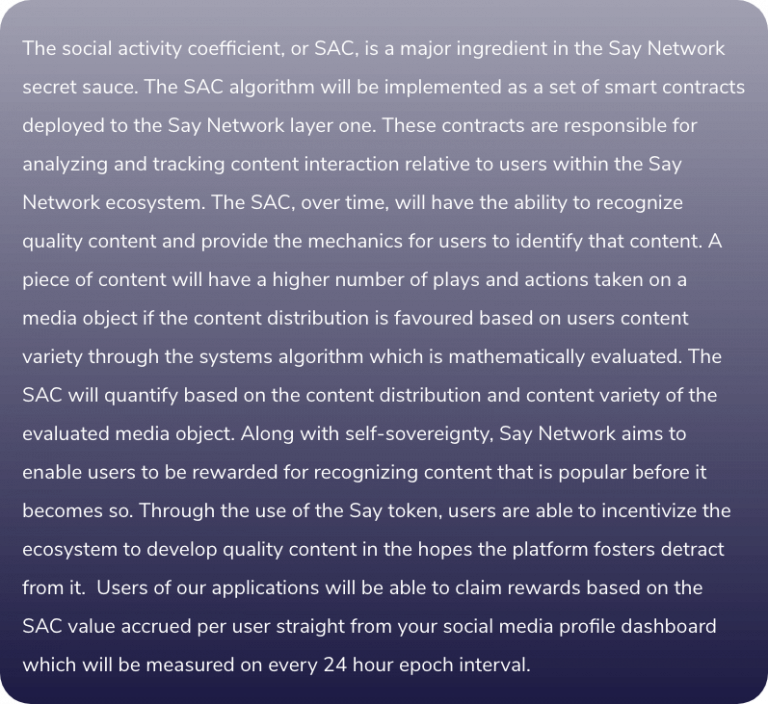 The social activity coefficient, or SAC, is a major ingredient in the Say Network
secret sauce. The SAC algorithm will be implemented as a set of smart contracts
deployed to the Say Network layer one. These contracts are responsible for
analyzing and tracking content interaction relative to users within the Say
Network ecosystem. The SAC, over time, will have the ability to recognize
quality content and provide the mechanics for users to identify that content. A
piece of content will have a higher number of plays and actions taken on a
media object if the content distribution is favoured based on users content
variety through the systems algorithm which is mathematically evaluated. The
SAC will quantify based on the content distribution and content variety of the
evaluated media object. Along with self-sovereignty, Say Network aims to
enable users to be rewarded for recognizing content that is popular before it
becomes so. Through the use of the Say token, users are able to incentivize the
ecosystem to develop quality content in the hopes the platform fosters detract
from it.  Users of our applications will be able to claim rewards based on the
SAC value accrued per user straight from your social media profile dashboard
which will be measured on every 24 hour epoch interval.